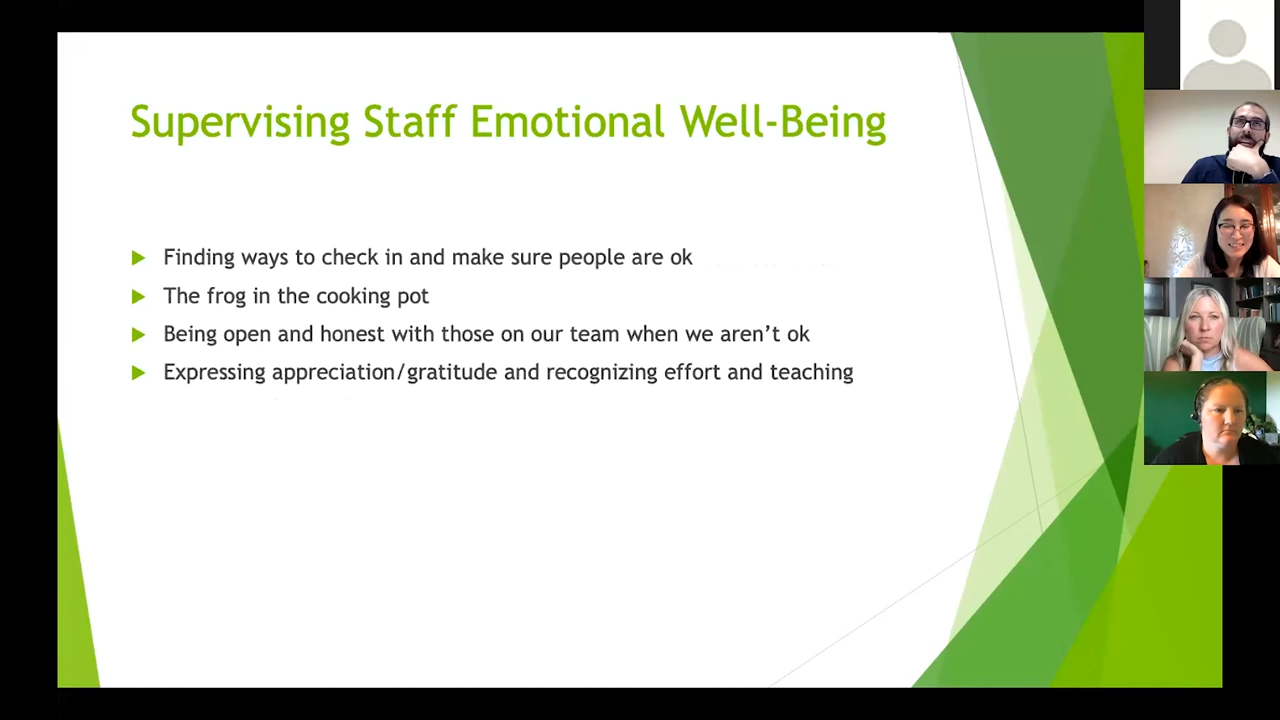 Supervising Staff Emotional Well-Being
Finding ways to check in and make sure people are ok
The frog in the cooking pot
Being open and honest with those on our team when we aren’t ok
Expressing appreciation/gratitude and recognizing effort and teaching